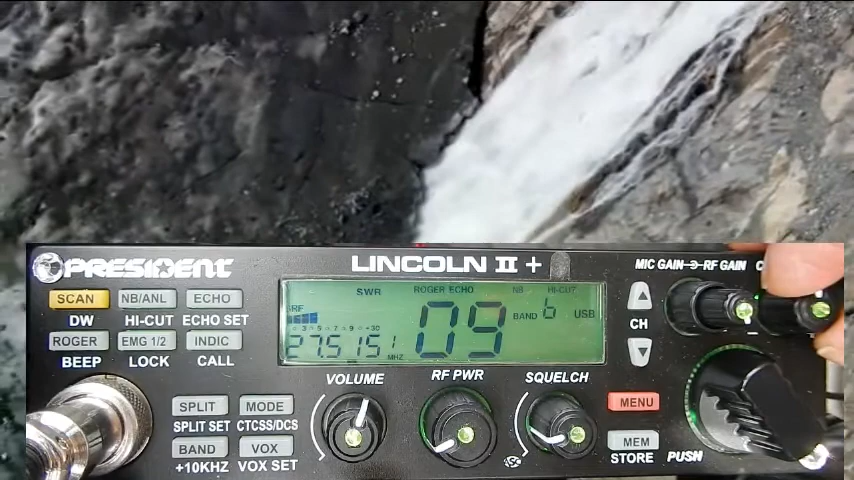 PRESIDENT
LINCOLN II +
MIC GAIN RF GAIN
SCAN NB/ANL ECHO
DW HI-CUT ECHO SET
ROGER EMG 1/2 INDIC
BEEP LOCK CALL
SPLIT MODE
SPLIT SET CTCSS/DCS
BAND VOX
+10KHZ VOX SET
SWR ROGER ECHO NB HI-CUT
09 BAND 6 USB
27.5151 MHZ
VOLUME RF PWR SQUELCH
ASC
CH
MENU
MEM
STORE
PUSH